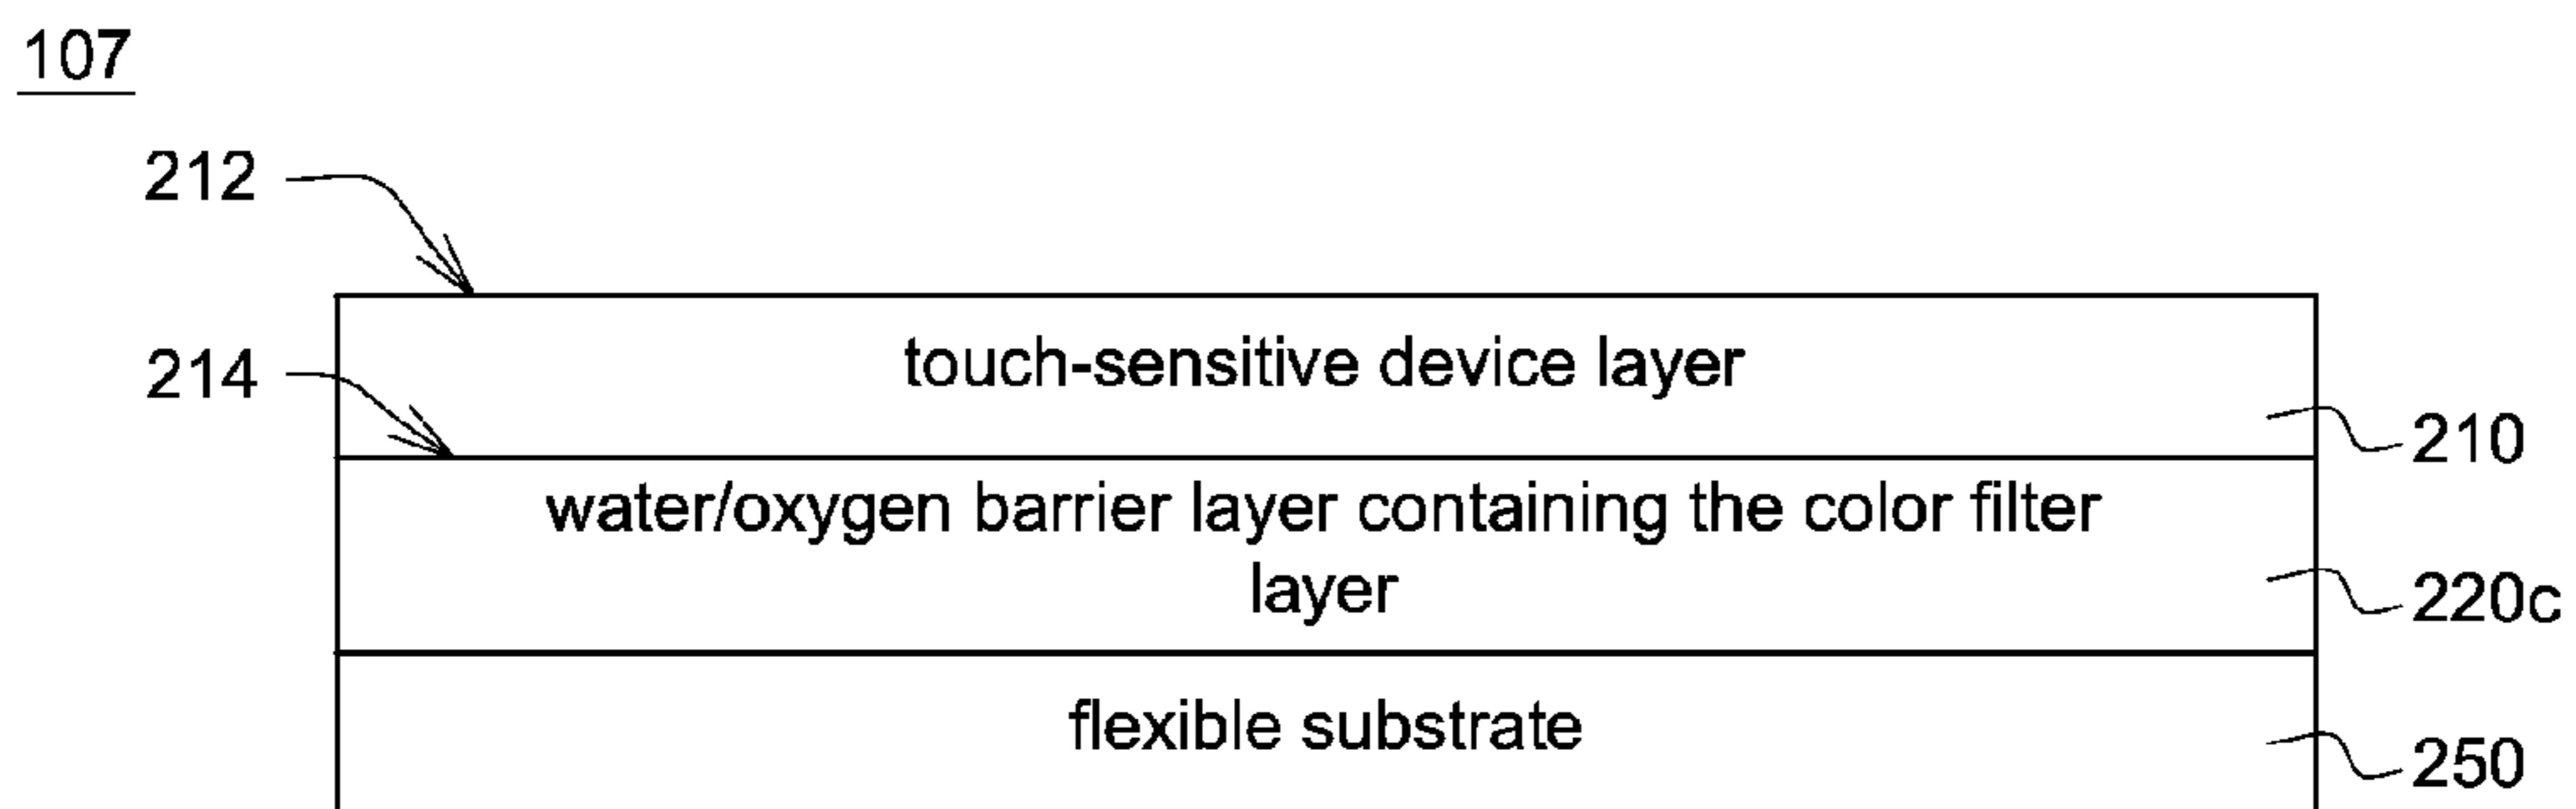 107
212
touch-sensitive device layer
214
210
water/oxygen barrier layer containing the color filter
layer
220c
flexible substrate
250